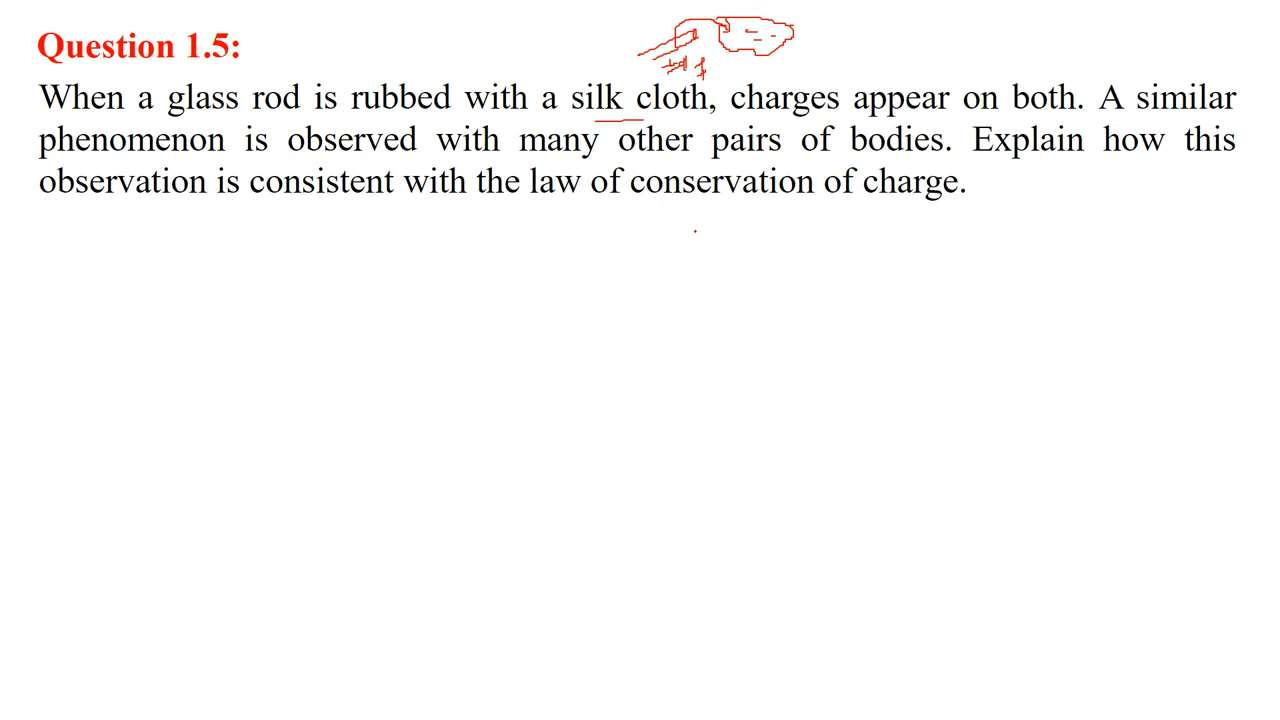 Question 1.5:
When a glass rod is rubbed with a silk cloth, charges appear on both. A similar
phenomenon is observed with many other pairs of bodies. Explain how this
observation is consistent with the law of conservation of charge.